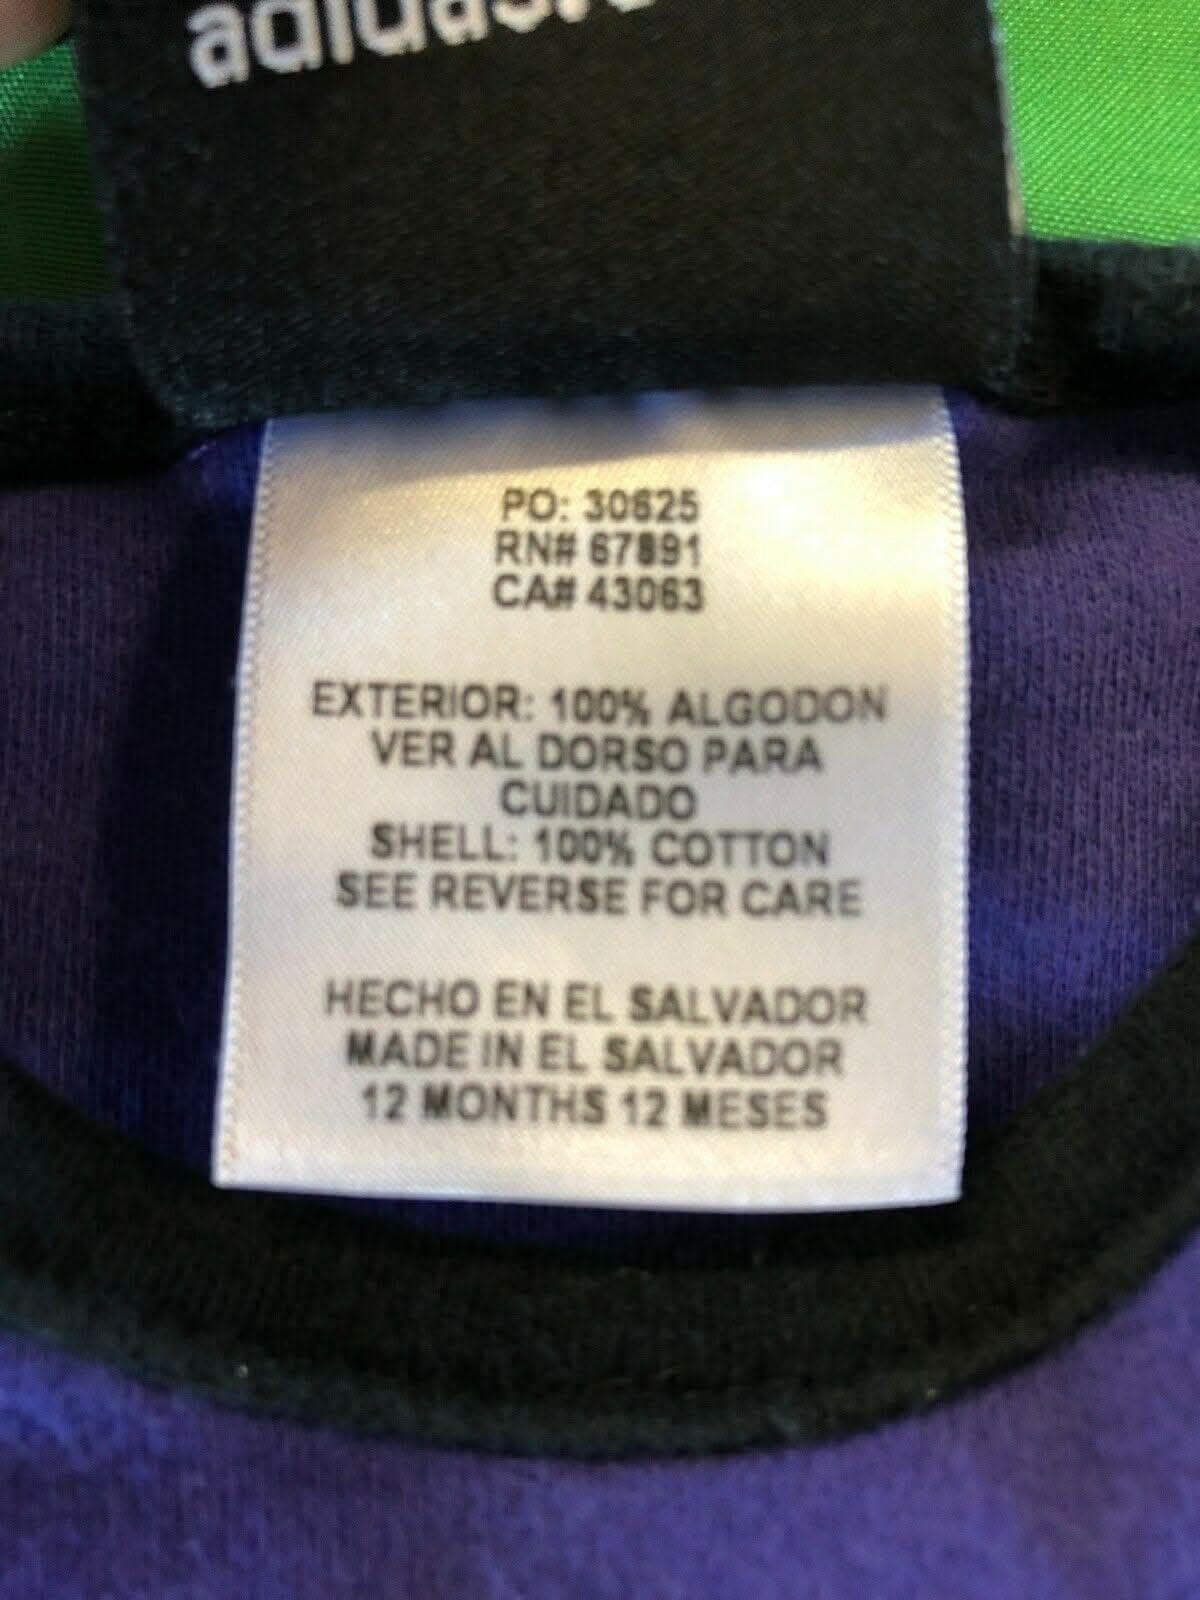 adidas.c
PO: 30625
RN# 67891
CA# 43063
EXTERIOR: 100% ALGODON
VER AL DORSO PARA
CUIDADO
SHELL: 100% COTTON
SEE REVERSE FOR CARE
HECHO EN EL SALVADOR
MADE IN EL SALVADOR
12 MONTHS 12 MESES